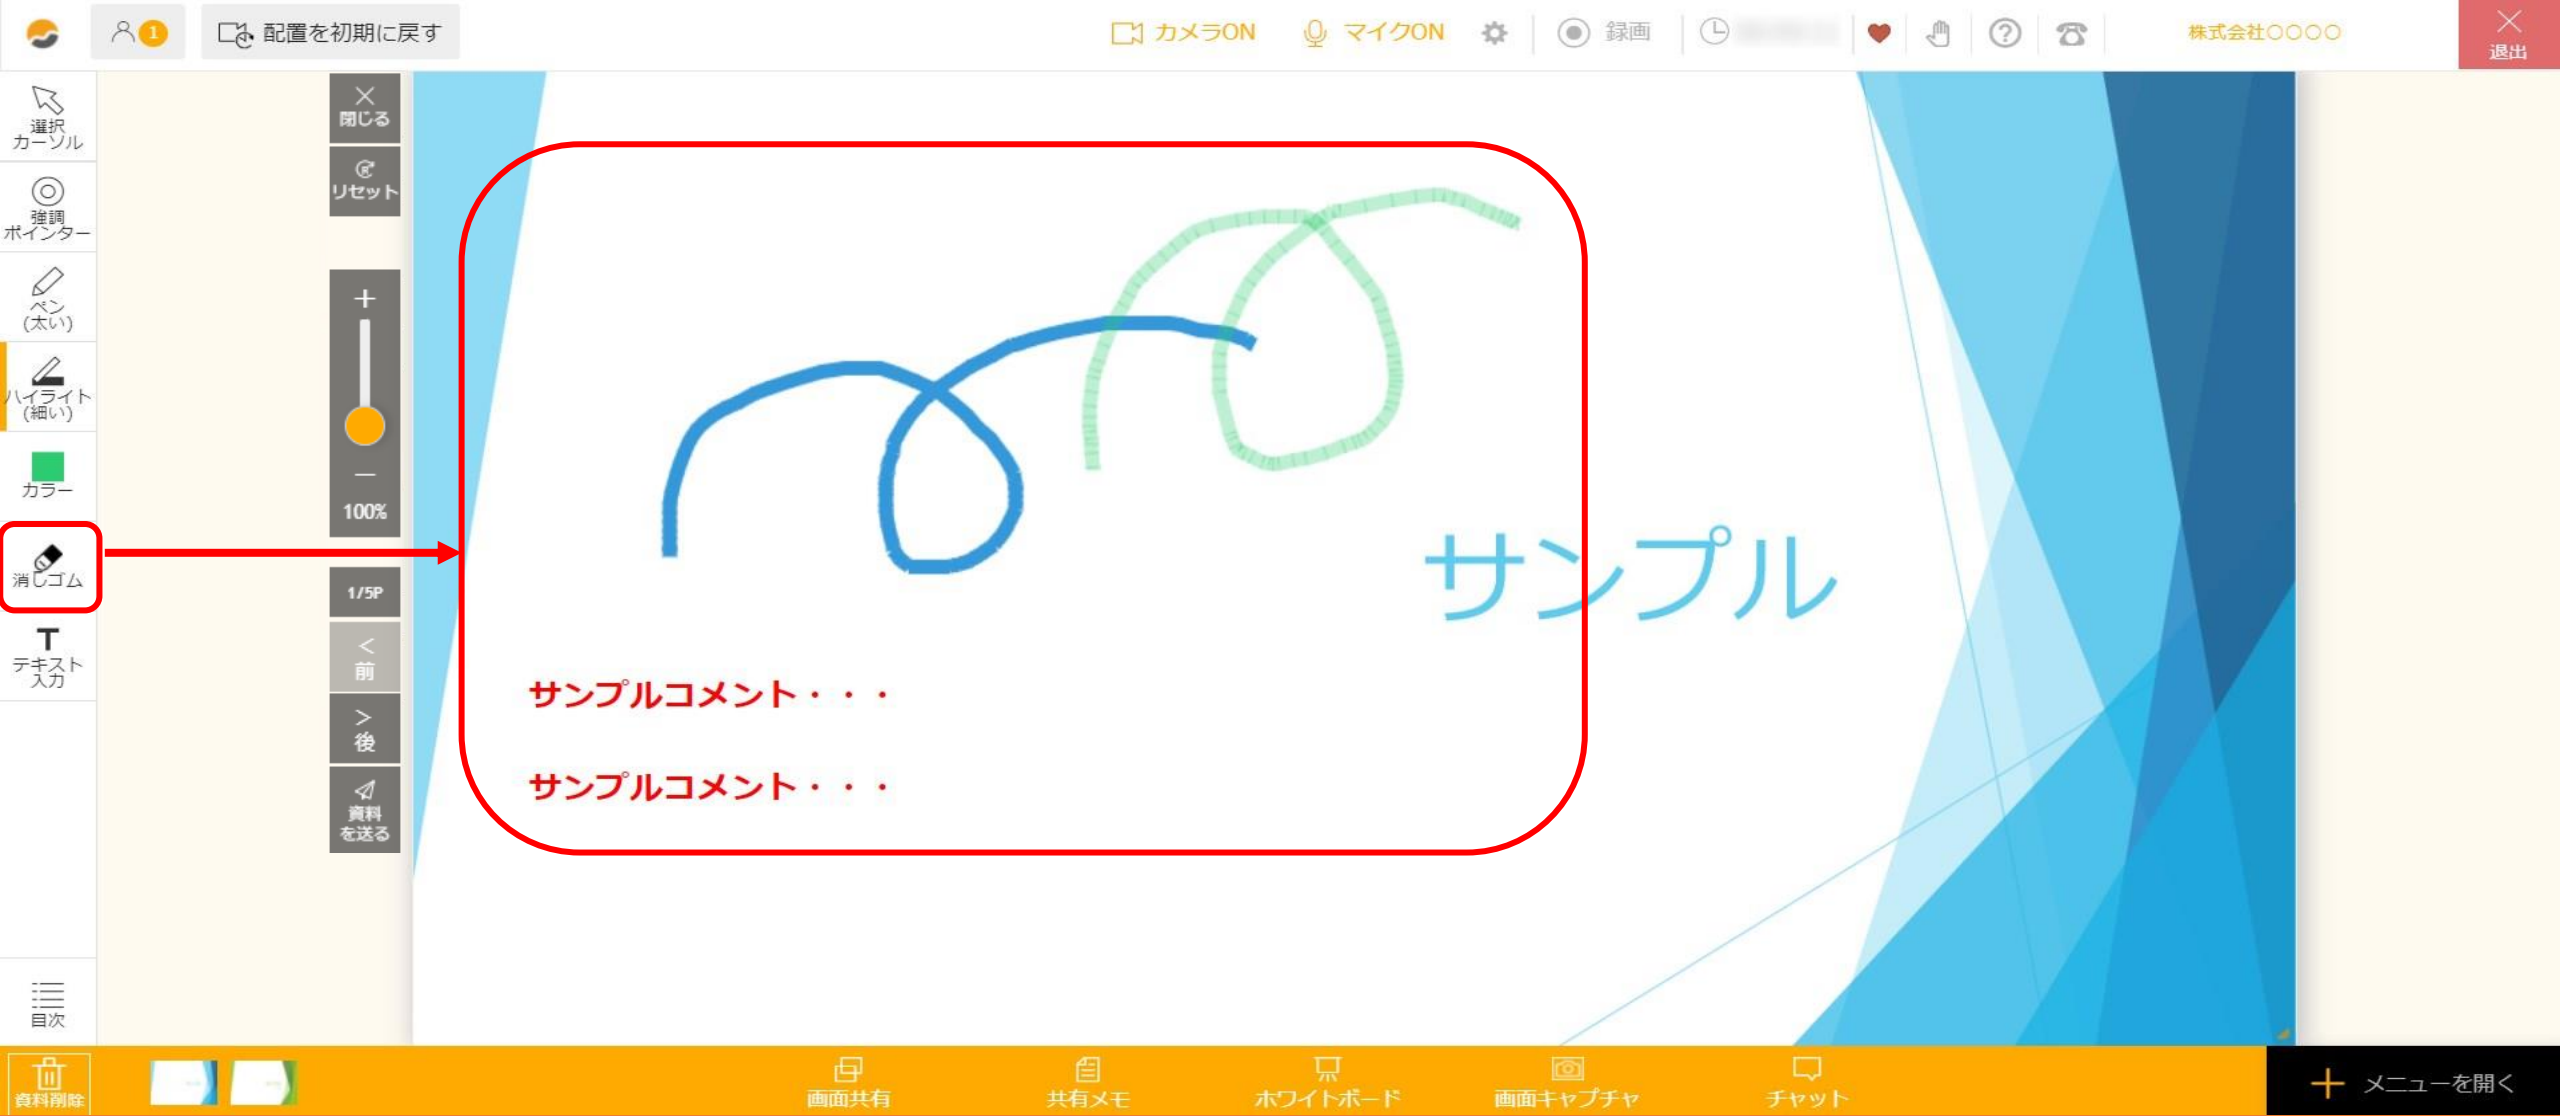 1
配置を初期に戻す
カメラON
マイクON
録画
株式会社○○○○
退出
選択
カーソル
強調
ポインター
ペン
(太い)
ハイライト
(細い)
カラー
消しゴム
T
テキスト
入力
目次
閉じる
リセット
100%
1/5P
前
後
資料
を送る
サンプル
サンプルコメント・・・
サンプルコメント・・・
資料削除
画面共有
共有メモ
ホワイトボード
画面キャプチャ
チャット
メニューを開く